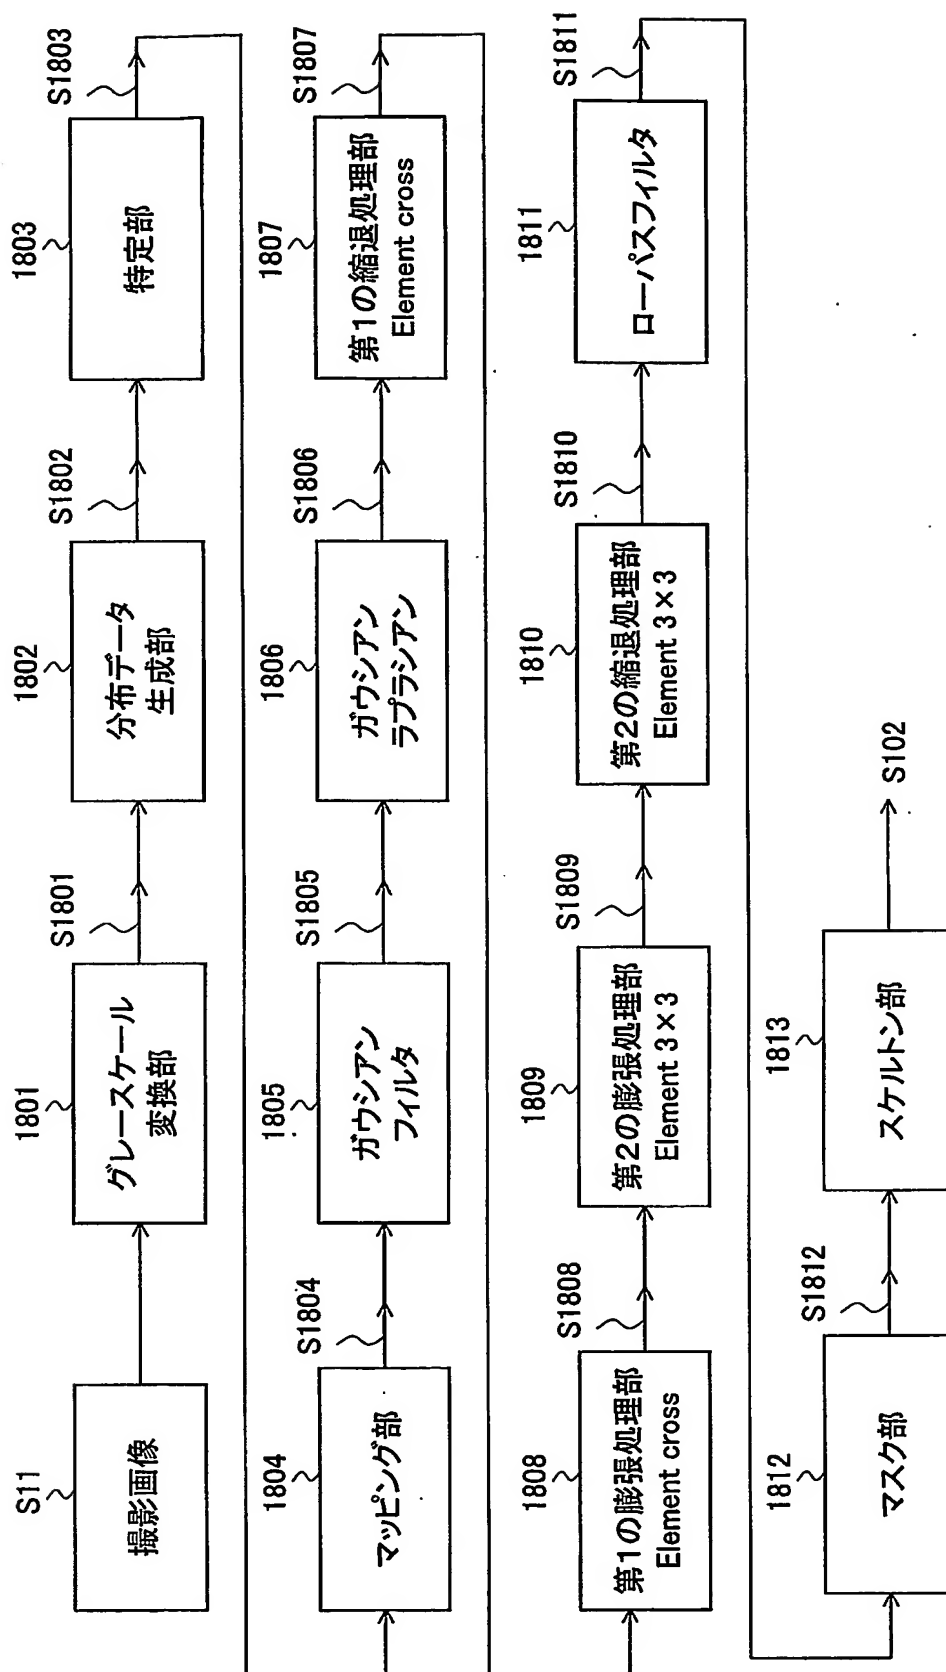 S11
撮影画像
1801
グレースケール
変換部
S1801
1802
分布データ
生成部
S1802
1803
特定部
S1803
1804
マッピング部
S1804
1805
ガウシアン
フィルタ
S1805
1806
ガウシアン
ラプラシアン
S1806
1807
第1の縮退処理部
Element cross
S1807
1808
第1の膨張処理部
Element cross
S1808
1809
第2の膨張処理部
Element 3×3
S1809
1810
第2の縮退処理部
Element 3×3
S1810
1811
ローパスフィルタ
S1811
1812
マスク部
S1812
1813
スケルトン部
S102